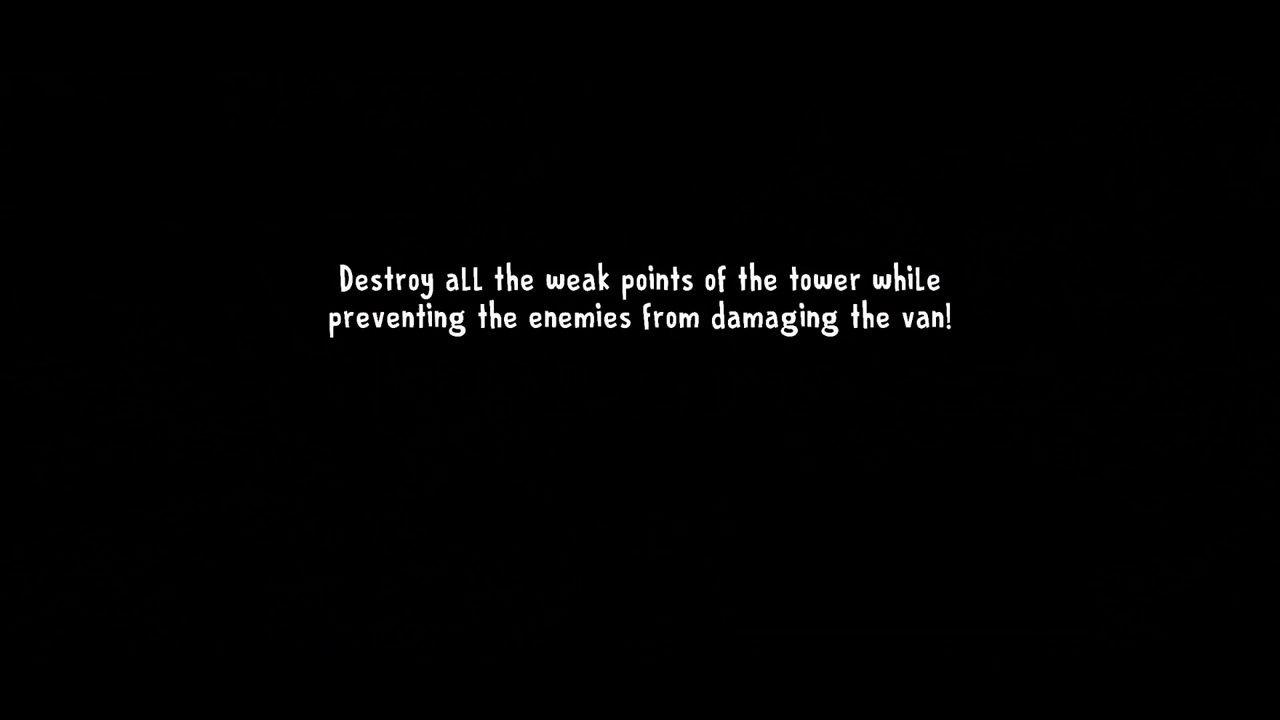 Destroy all the weak points of the tower while
preventing the enemies from damaging the van!